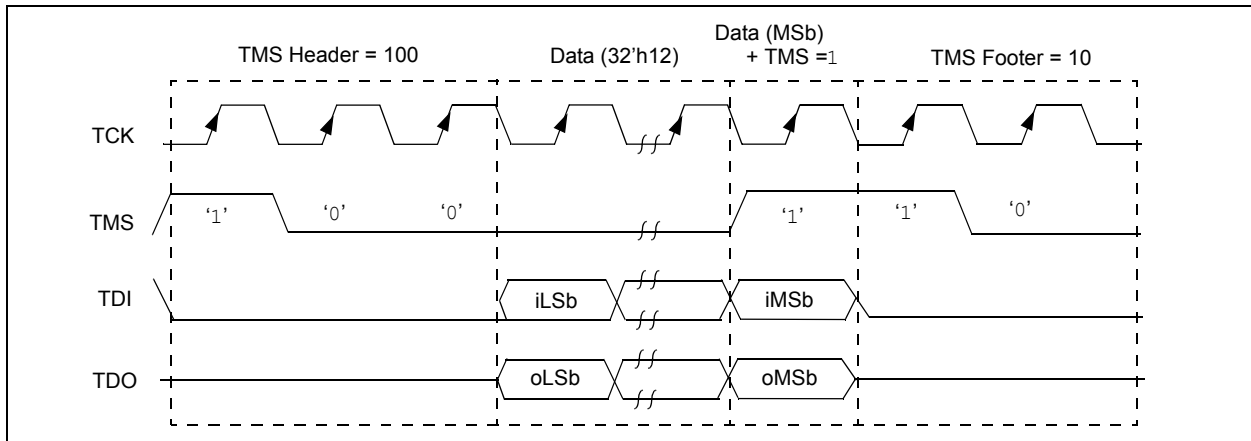 Data (MSb)
TMS Header = 100 Data (32’h12) + TMS =1 TMS Footer = 10
TCK
TMS ‘1’ ‘0’ ‘0’ ‘1’ ‘1’ ‘0’
TDI iLSb iMSb
TDO oLSb oMSb